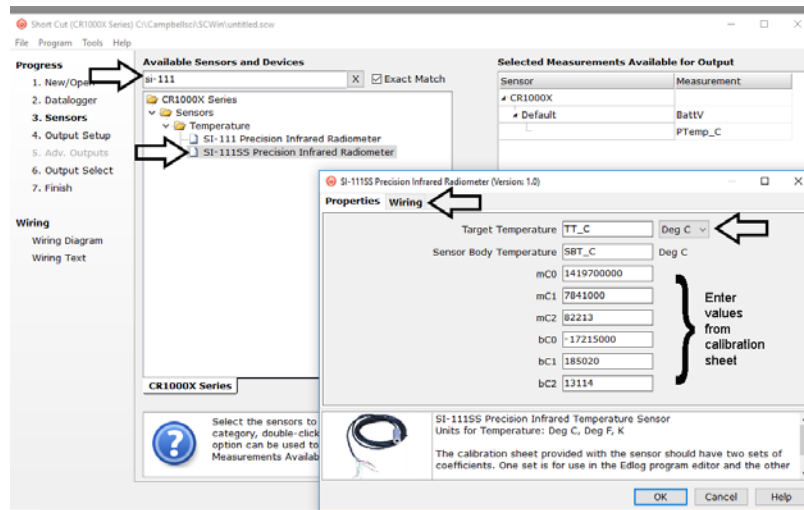 Short Cut (CR1000X Series) C:\Campbellsci\SCWin\untitled.scw
File Program Tools Help
Progress
1. New/Open
2. Datalogger
3. Sensors
4. Output Setup
5. Adv. Outputs
6. Output Select
7. Finish
Wiring
Wiring Diagram
Wiring Text
Available Sensors and Devices
si-111 X Exact Match
CR1000X Series
Sensors
Temperature
SI-111 Precision Infrared Radiometer
SI-111SS Precision Infrared Radiometer
CR1000X Series
Select the sensors to
category, double-click
option can be used to
Measurements Availab
Selected Measurements Available for Output
Sensor Measurement
CR1000X
Default BattV
PTemp_C
SI-111SS Precision Infrared Radiometer (Version: 1.0)
Properties Wiring
Target Temperature TT_C Deg C
Sensor Body Temperature SBT_C Deg C
mC0 1419700000
mC1 7841000
mC2 82213
bC0 -17215000
bC1 185020
bC2 13114
Enter
values
from
calibration
sheet
SI-111SS Precision Infrared Temperature Sensor
Units for Temperature: Deg C, Deg F, K
The calibration sheet provided with the sensor should have two sets of
coefficients. One set is for use in the Edlog program editor and the other
OK Cancel Help